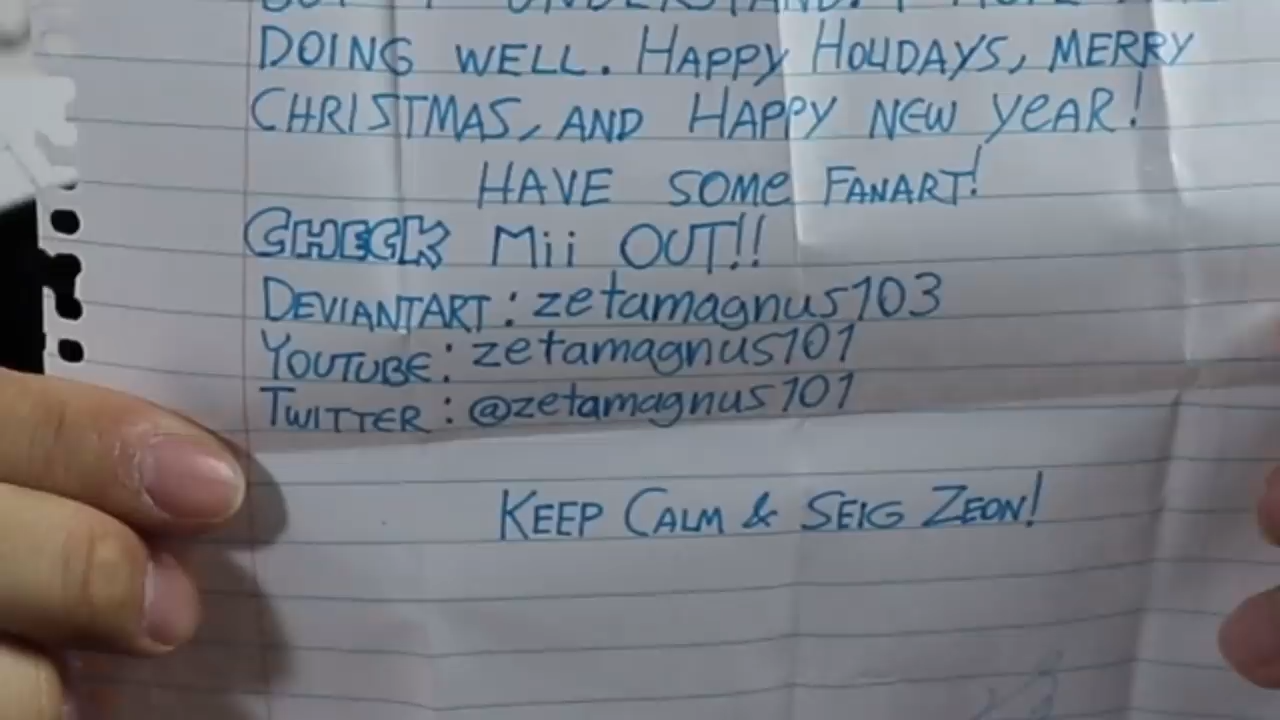 DOING WELL. HAPPY HOLIDAYS, MERRY
CHRISTMAS, AND HAPPY NEW YEAR!
HAVE SOME FANART!
CHECK Mii OUT!!
DEVIANTART: zetamagnus103
YOUTUBE: zetamagnus101
TWITTER: @zetamagnus101
KEEP CALM & SEIG ZEON!